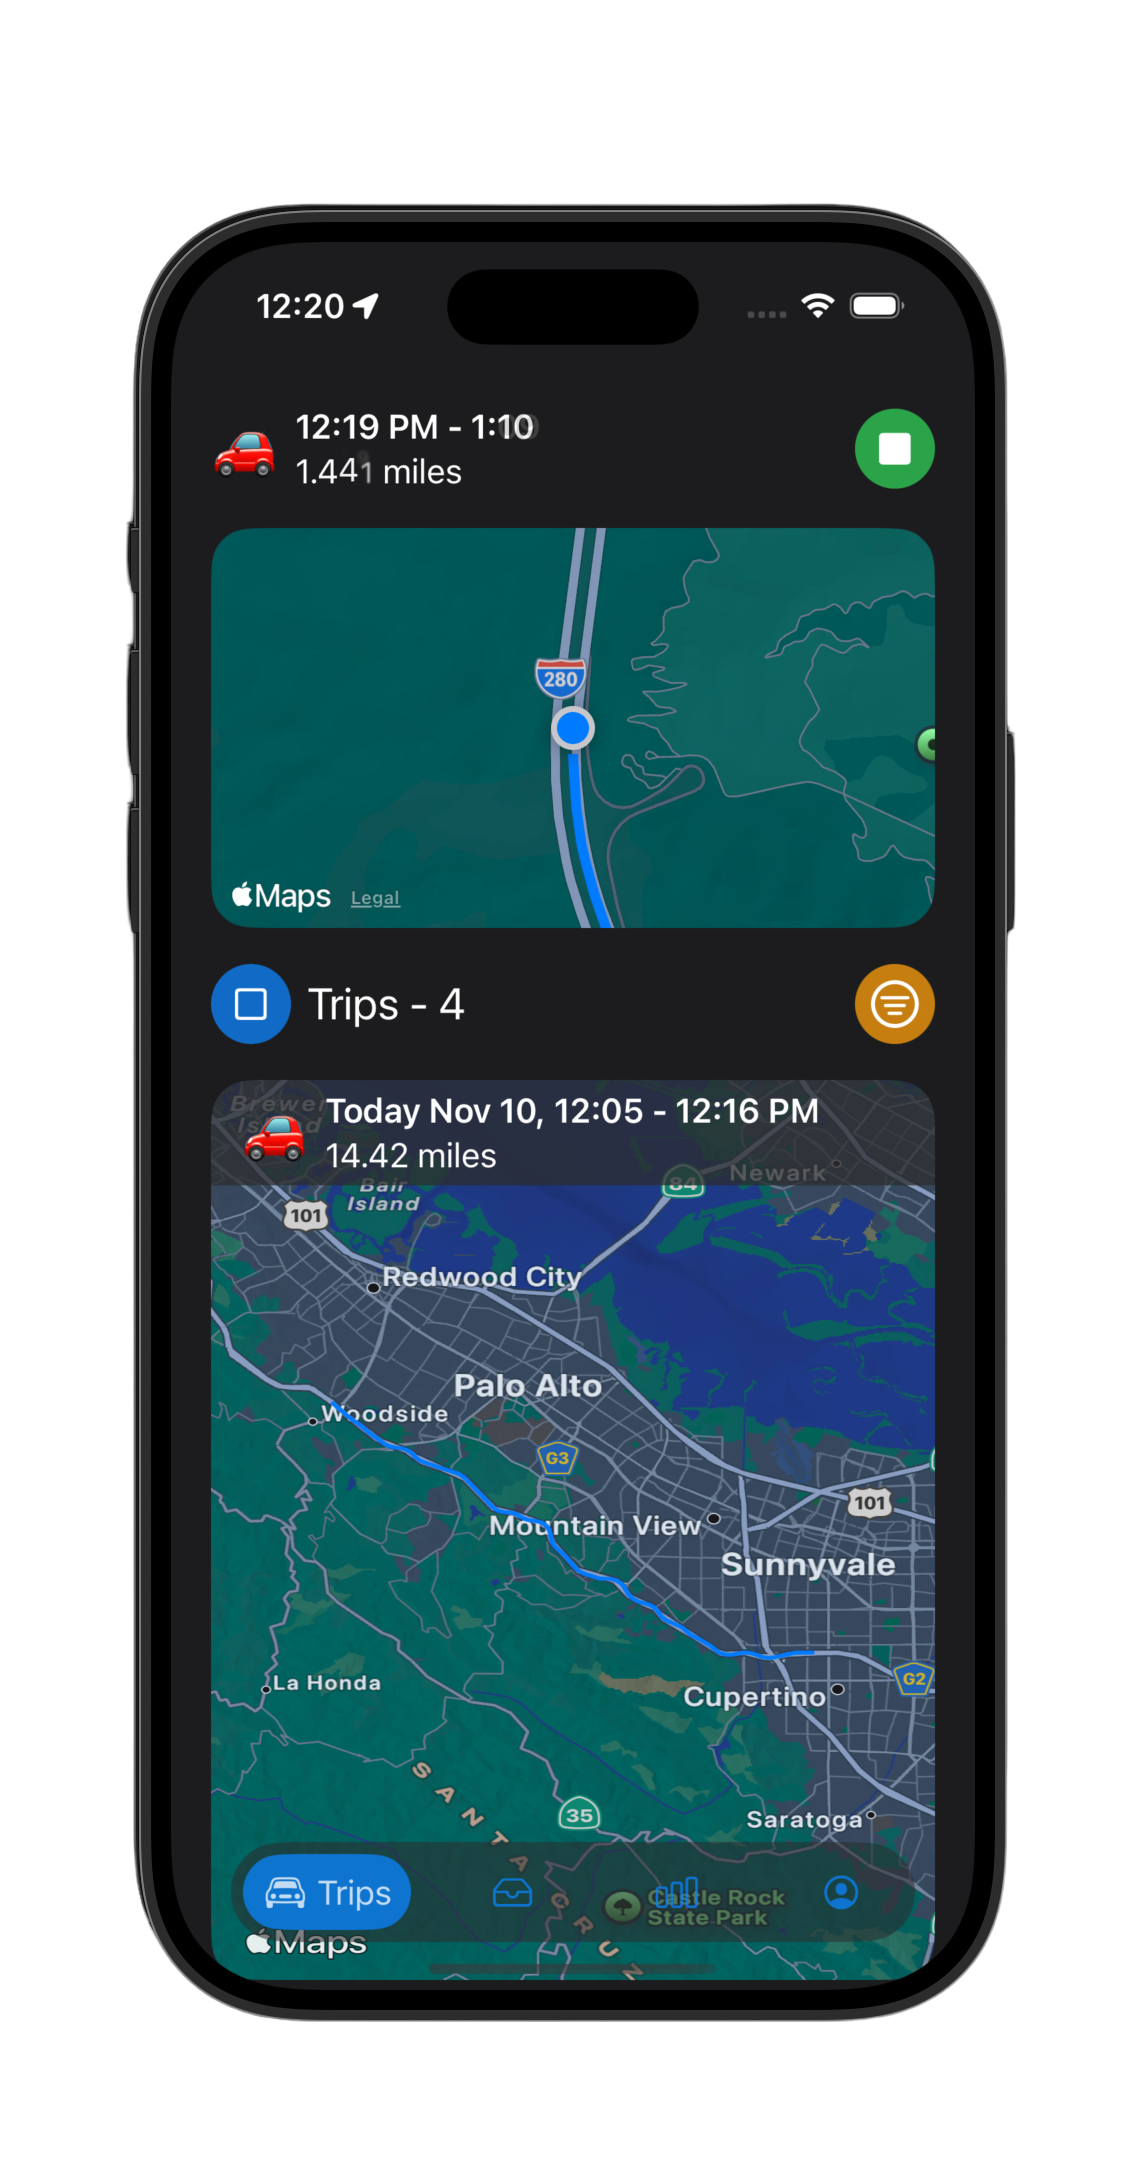 12:20
12:19 PM - 1:10
1.441 miles
280
Maps Legal
Trips - 4
Today Nov 10, 12:05 - 12:16 PM
14.42 miles
Newark
84
Bair
Island
101
Redwood City
Palo Alto
Woodside
G3
101
Mountain View
Sunnyvale
La Honda
G2
Cupertino
35
Saratoga
SANTA CRUZ
Trips
Castle Rock
State Park
Maps